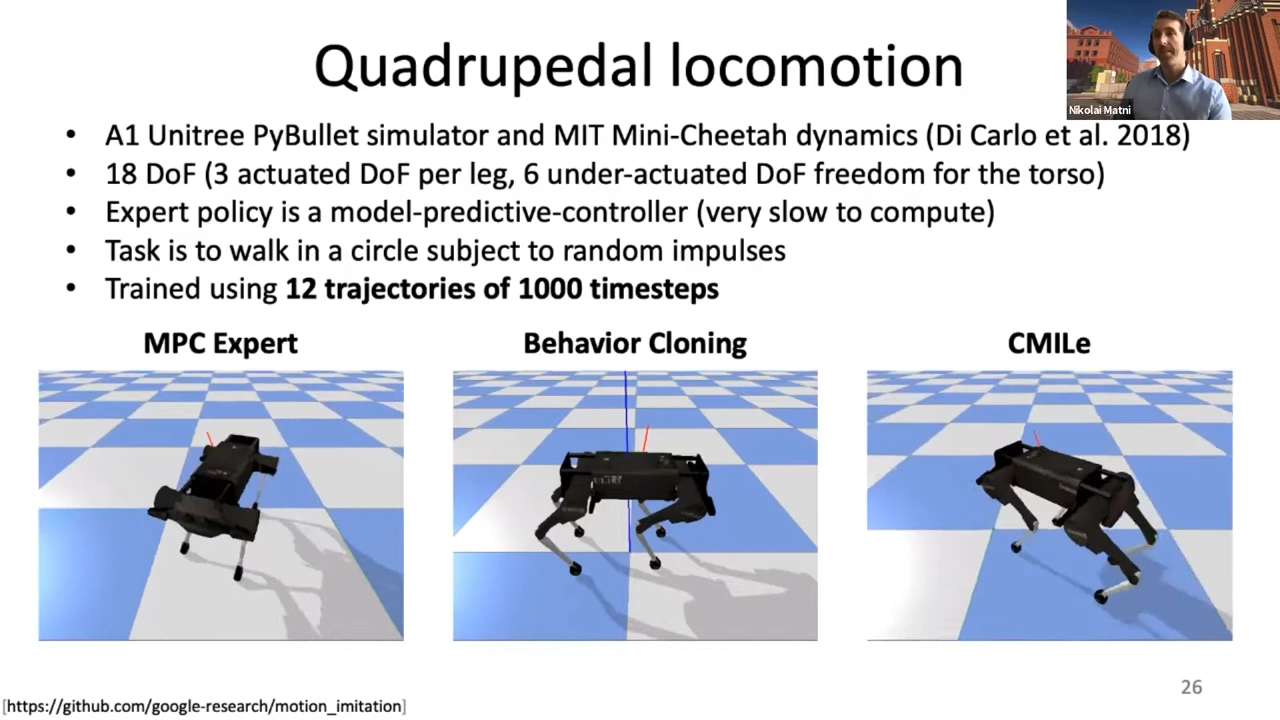 Quadrupedal locomotion
Nikolai Matni
• A1 Unitree PyBullet simulator and MIT Mini-Cheetah dynamics (Di Carlo et al. 2018)
• 18 DoF (3 actuated DoF per leg, 6 under-actuated DoF freedom for the torso)
• Expert policy is a model-predictive-controller (very slow to compute)
• Task is to walk in a circle subject to random impulses
• Trained using 12 trajectories of 1000 timesteps
MPC Expert
Behavior Cloning
CMILe
26
[https://github.com/google-research/motion_imitation]